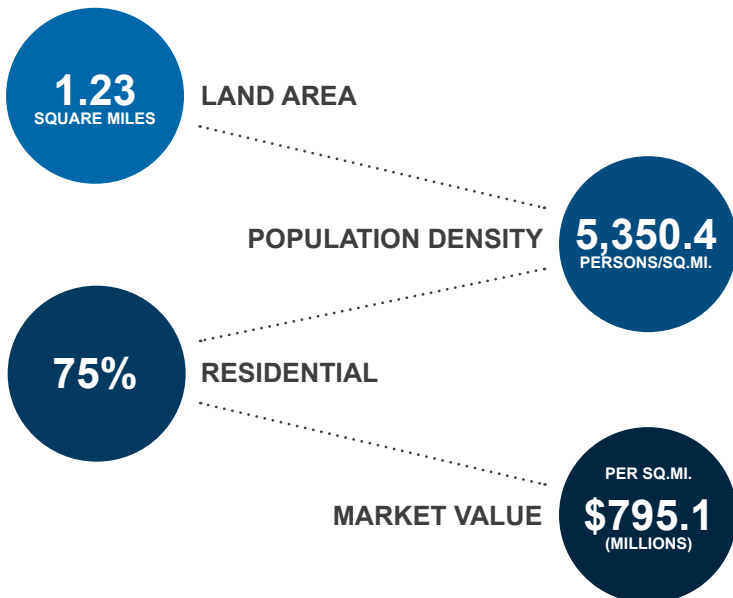 1.23
SQUARE MILES
LAND AREA
POPULATION DENSITY
5,350.4
PERSONS/SQ.MI.
75%
RESIDENTIAL
MARKET VALUE
PER SQ.MI.
$795.1
(MILLIONS)